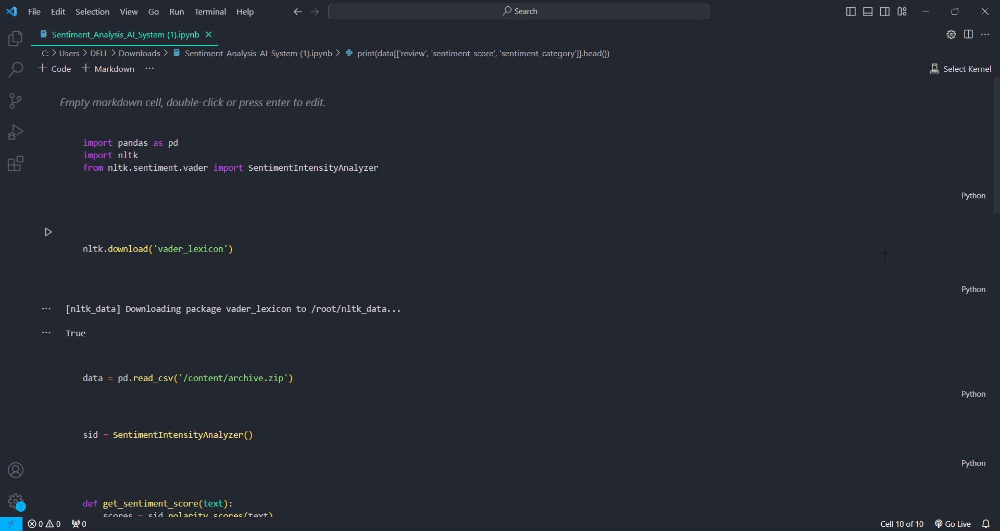 File Edit Selection View Go Run Terminal Help
Search
Sentiment_Analysis_AI_System (1).ipynb
C: > Users > DELL > Downloads > Sentiment_Analysis_AI_System (1).ipynb > print(data[['review', 'sentiment_score', 'sentiment_category']].head())
+ Code + Markdown ...
Select Kernel
Empty markdown cell, double-click or press enter to edit.
import pandas as pd
import nltk
from nltk.sentiment.vader import SentimentIntensityAnalyzer
Python
nltk.download('vader_lexicon')
Python
... [nltk_data] Downloading package vader_lexicon to /root/nltk_data...
... True
data = pd.read_csv('/content/archive.zip')
Python
sid = SentimentIntensityAnalyzer()
Python
def get_sentiment_score(text):
scores = sid.polarity_scores(text)
1
0 0 0
Cell 10 of 10 Go Live